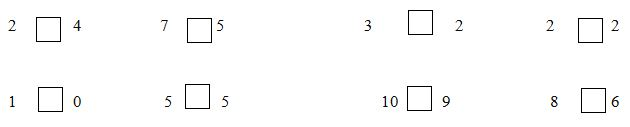 2 □ 4 7 □ 5 3 □ 2 2 □ 2
1 □ 0 5 □ 5 10 □ 9 8 □ 6